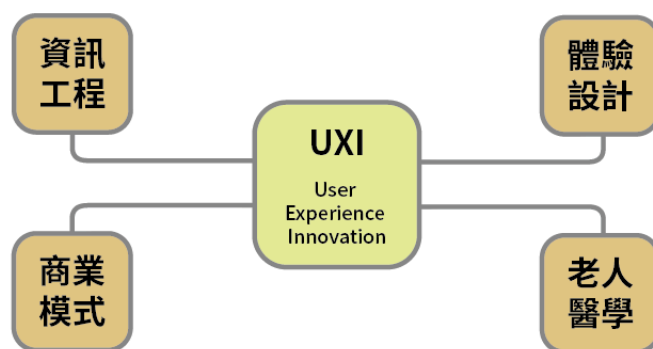 資訊
工程
體驗
設計
UXI
User
Experience
Innovation
商業
模式
老人
醫學